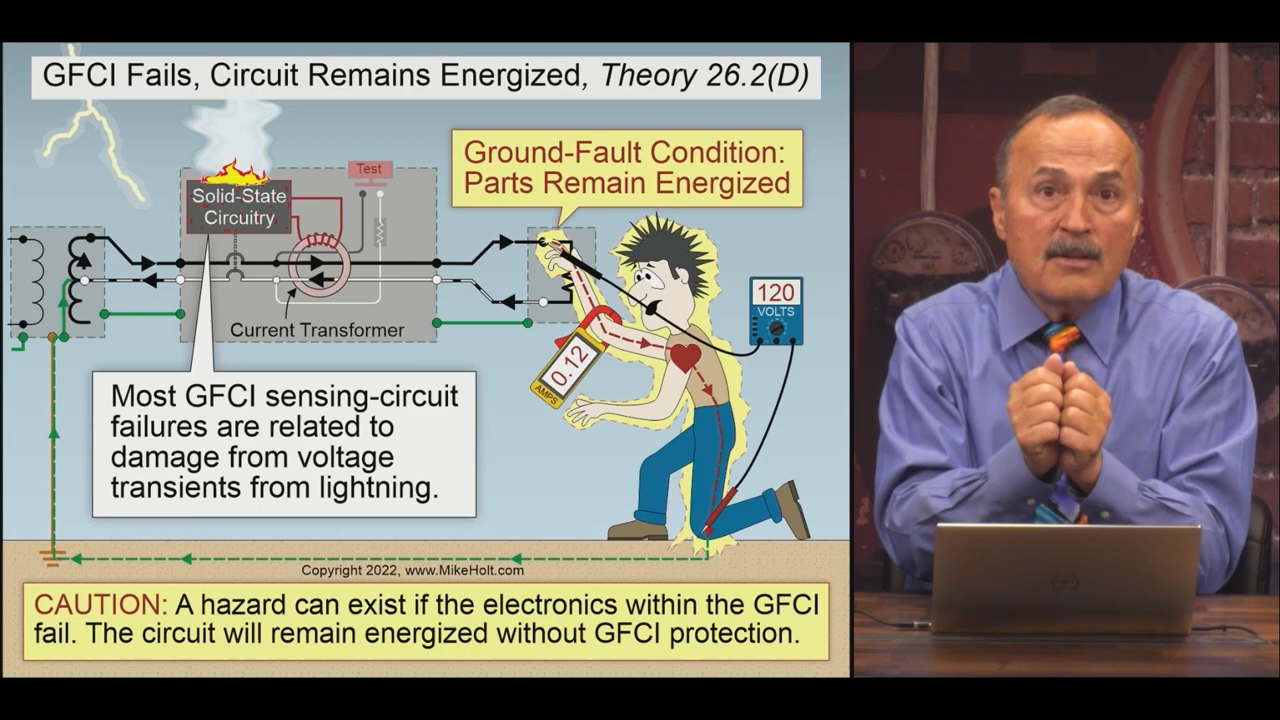 GFCI Fails, Circuit Remains Energized, Theory 26.2(D)
Ground-Fault Condition:
Parts Remain Energized
Test
Solid-State
Circuitry
120
VOLTS
Current Transformer
0.12
AMPS
Most GFCI sensing-circuit
failures are related to
damage from voltage
transients from lightning.
Copyright 2022, www.MikeHolt.com
CAUTION: A hazard can exist if the electronics within the GFCI
fail. The circuit will remain energized without GFCI protection.